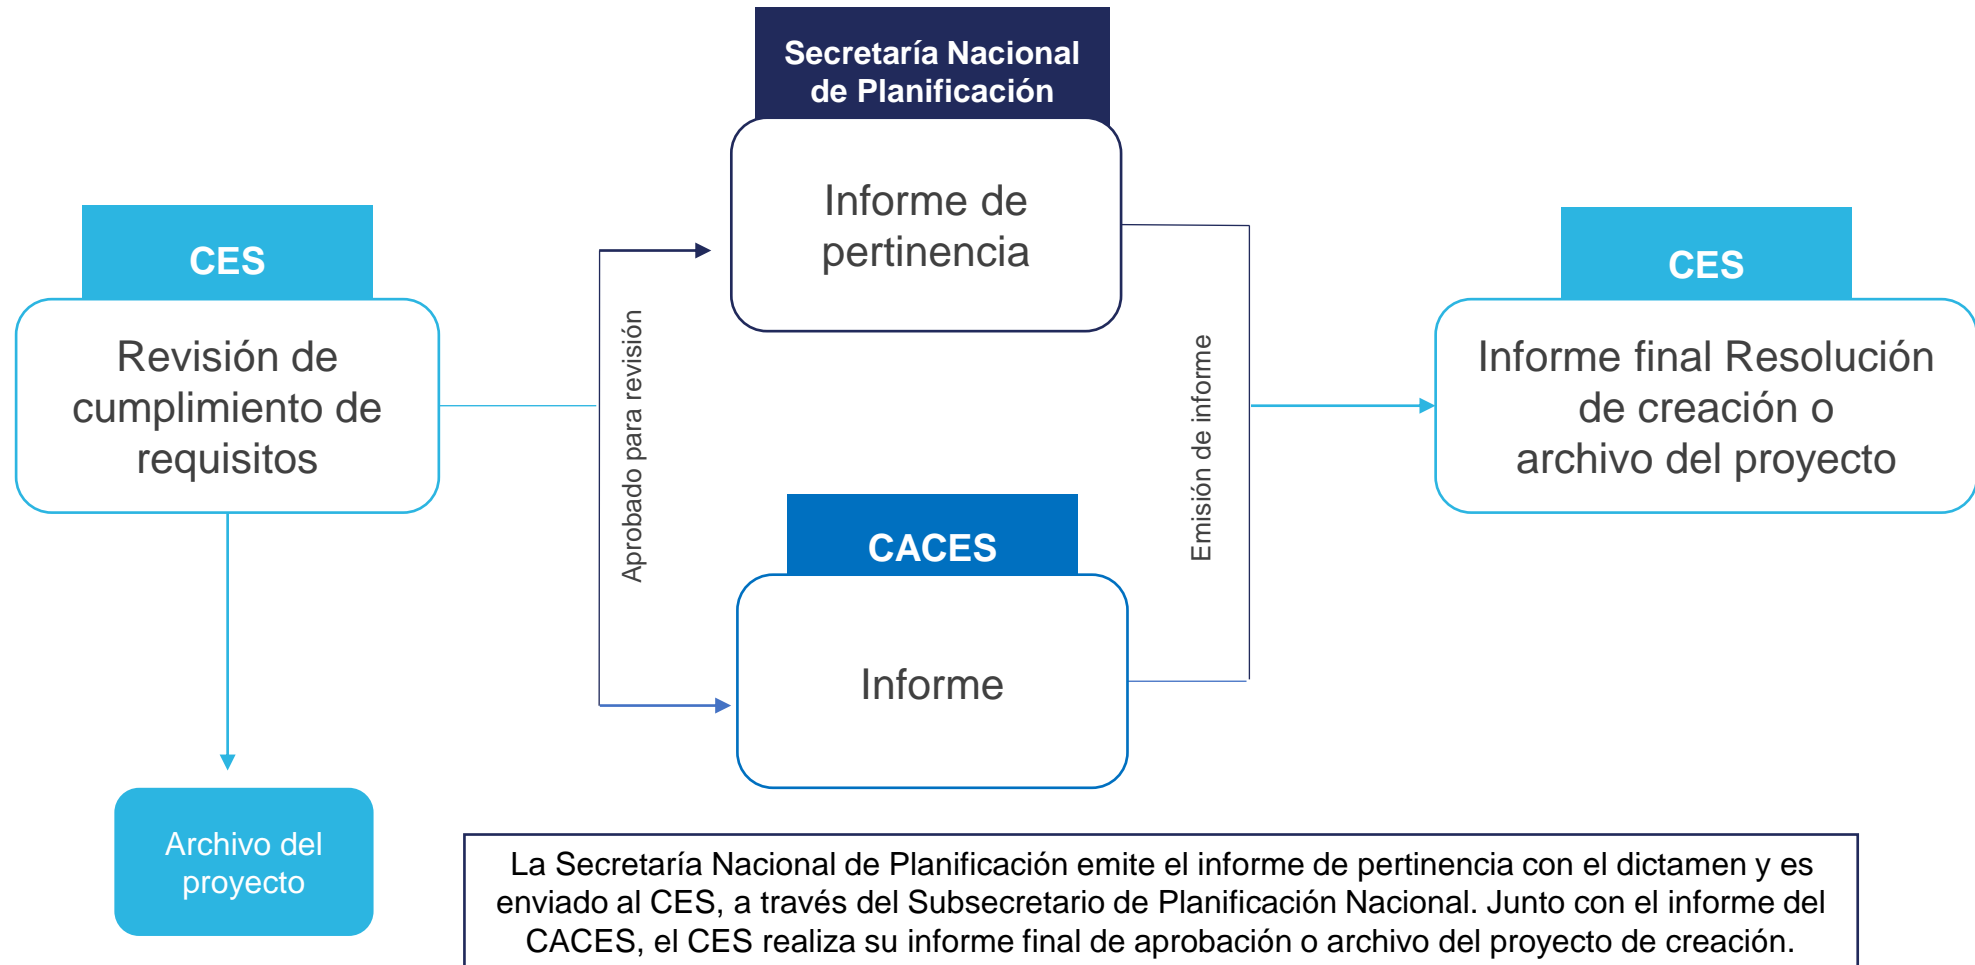 CES
Revisión de
cumplimiento de
requisitos
Archivo del
proyecto
Aprobado para revisión
Secretaría Nacional
de Planificación
Informe de
pertinencia
CACES
Informe
Emisión de informe
CES
Informe final Resolución
de creación o
archivo del proyecto
La Secretaría Nacional de Planificación emite el informe de pertinencia con el dictamen y es
enviado al CES, a través del Subsecretario de Planificación Nacional. Junto con el informe del
CACES, el CES realiza su informe final de aprobación o archivo del proyecto de creación.